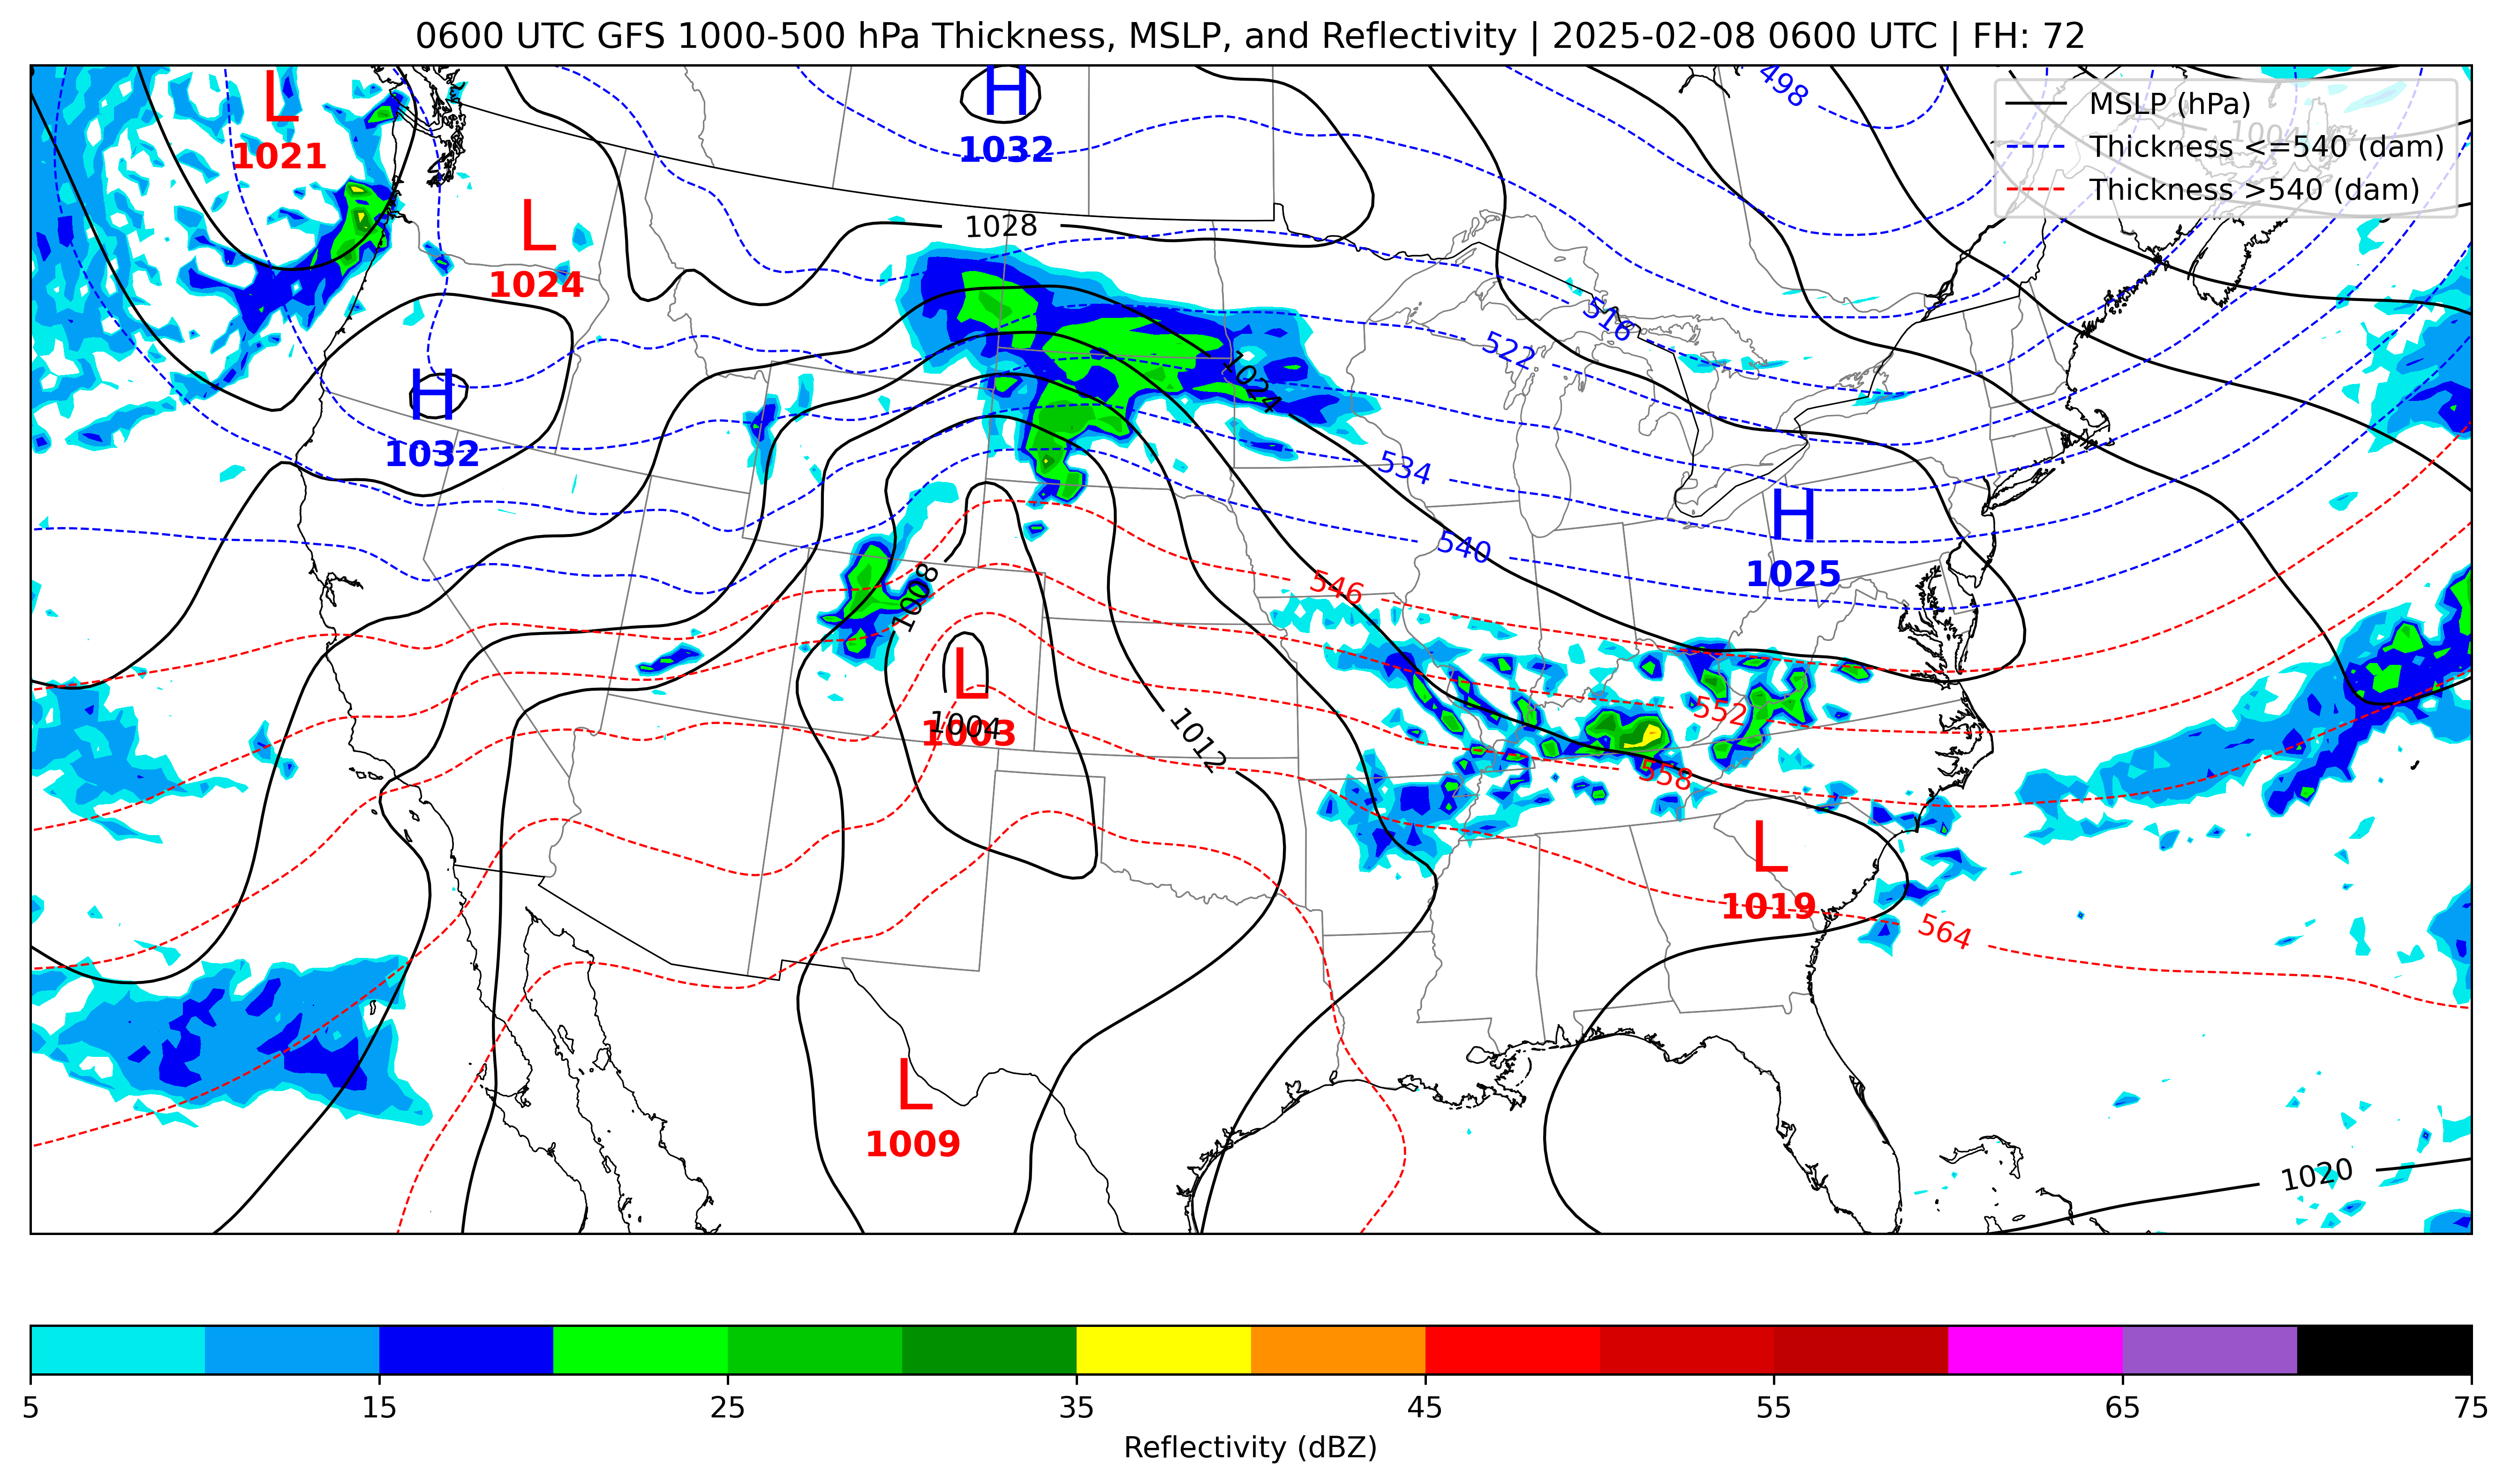 0600 UTC GFS 1000-500 hPa Thickness, MSLP, and Reflectivity | 2025-02-08 0600 UTC | FH: 72
L
1021
H
1032
498
MSLP (hPa)
Thickness <=540 (dam)
Thickness >540 (dam)
L
1024
1028
516
522
1024
H
1032
534
540
H
1025
546
1008
L
1003
1004
1012
552
558
L
1019
564
L
1009
1020
5
15
25
35
45
55
65
75
Reflectivity (dBZ)